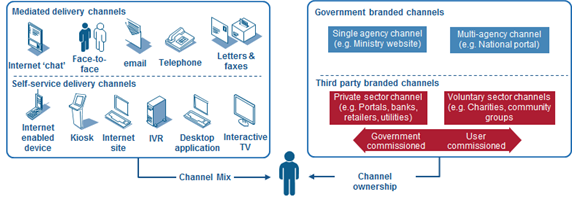 Mediated delivery channels
Internet ‘chat’
Face-to-
face
email
Telephone
Letters &
faxes
Self-service delivery channels
Internet
enabled
device
Kiosk
Internet
site
IVR
Desktop
application
Interactive
TV
Government branded channels
Single agency channel
(e.g. Ministry website)
Multi-agency channel
(e.g. National portal)
Third party branded channels
Private sector channel
(e.g. Portals, banks,
retailers, utilities)
Voluntary sector channels
(e.g. Charities, community
groups
Government
commissioned
User
commissioned
Channel Mix
Channel
ownership